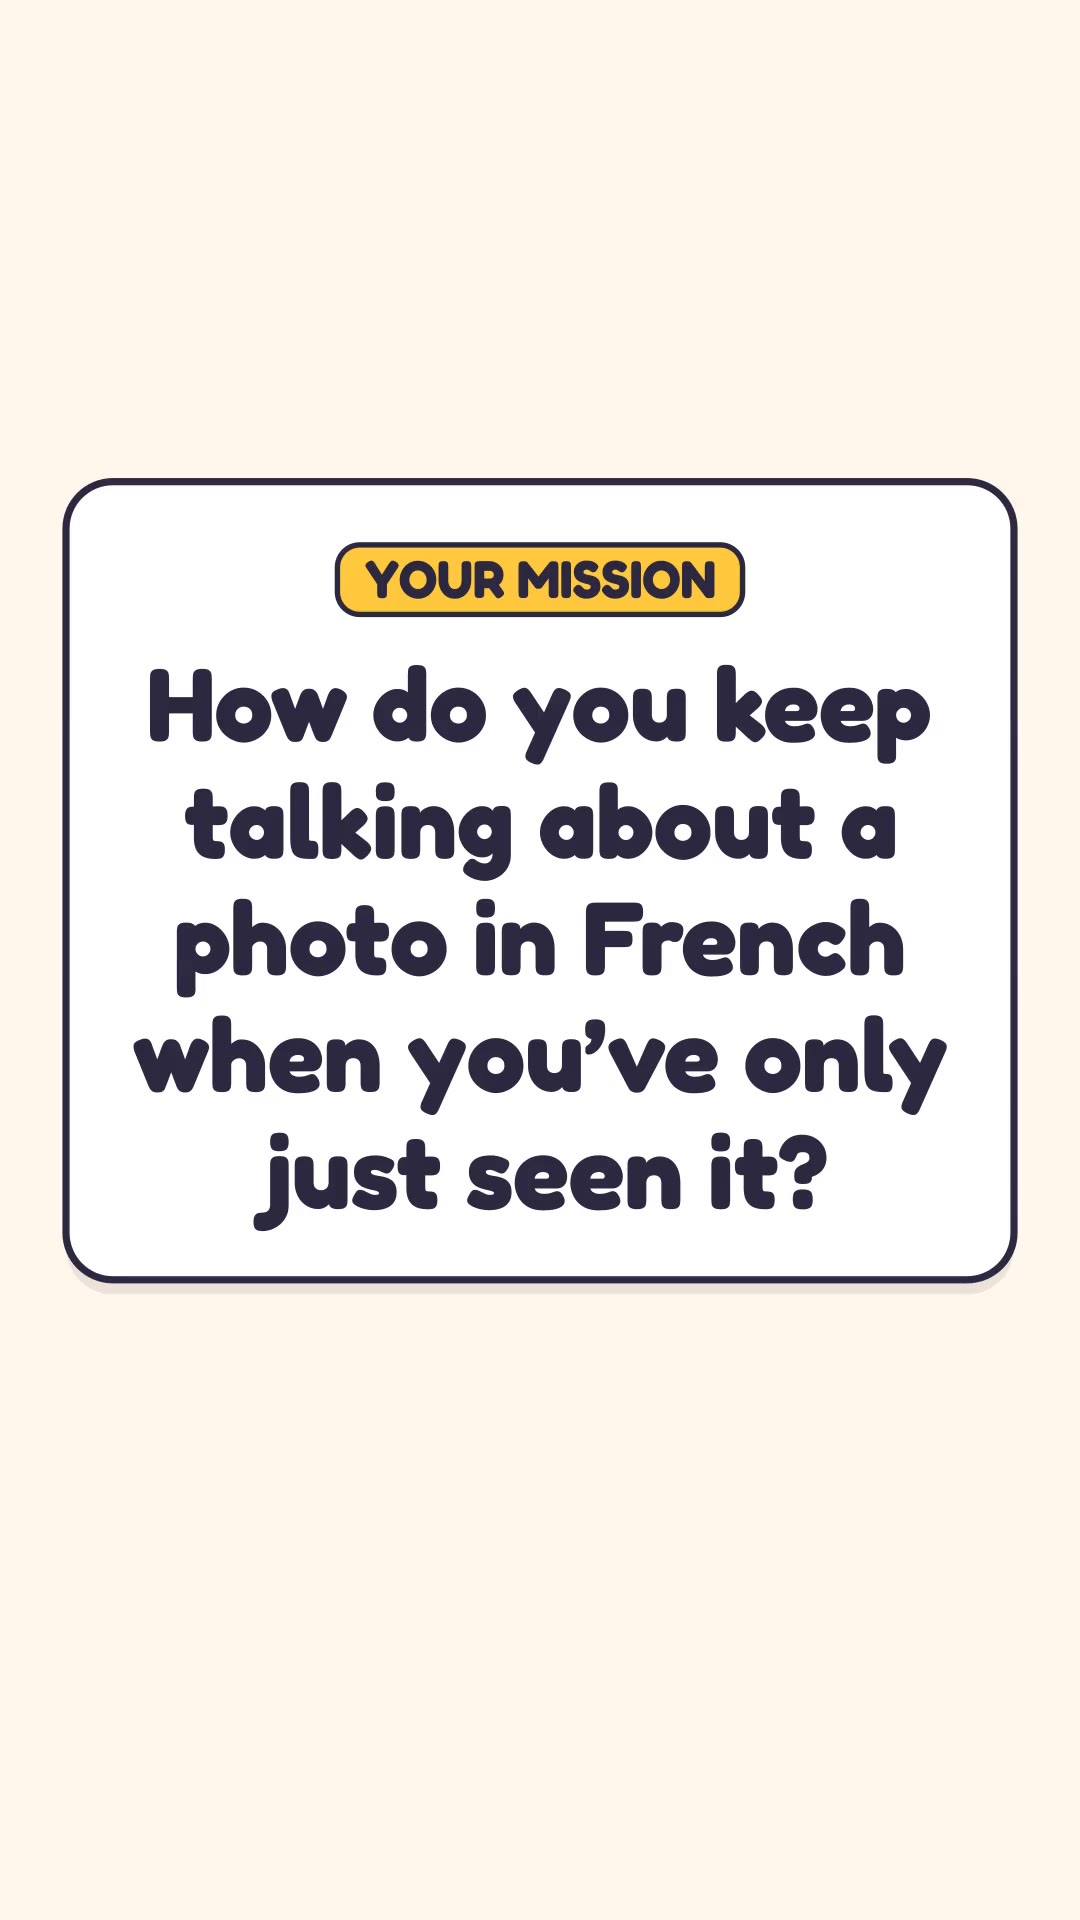 YOUR MISSION
How do you keep
talking about a
photo in French
when you’ve only
just seen it?